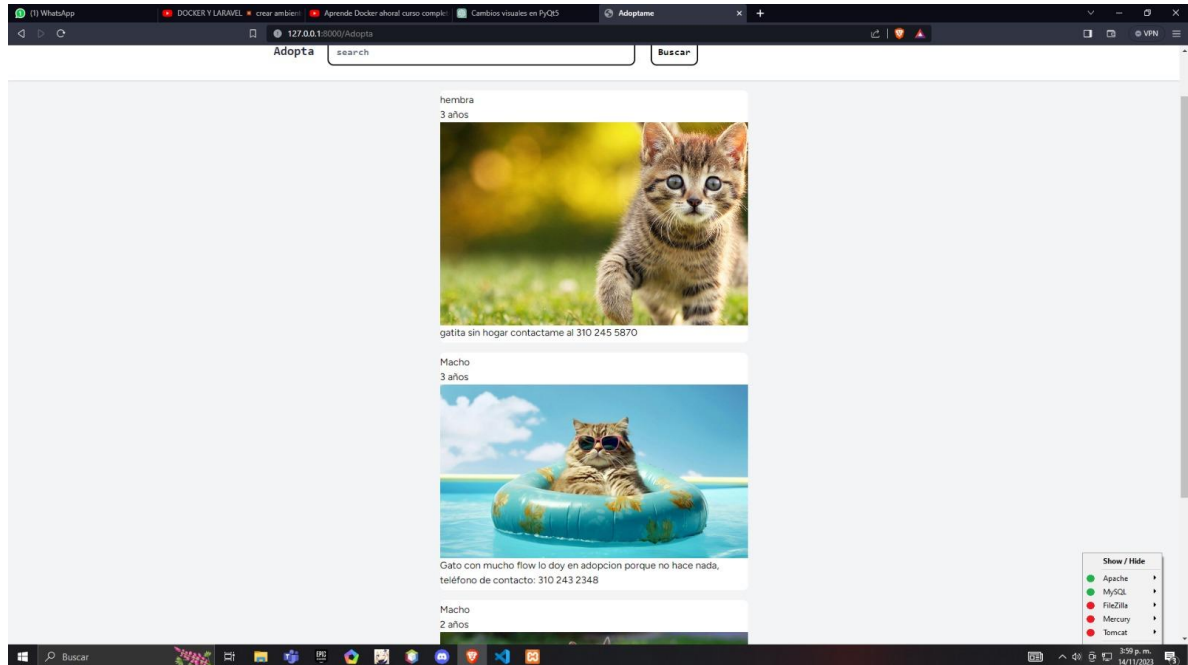 (1) WhatsApp
DOCKER Y LARAVEL crear ambient
Aprende Docker ahora! curso complet
Cambios visuales en PyQt5
Adoptame
127.0.0.1:8000/Adopta
VPN
Adopta
search
Buscar
hembra
3 años
gatita sin hogar contactame al 310 245 5870
Macho
3 años
Gato con mucho flow lo doy en adopcion porque no hace nada,
teléfono de contacto: 310 243 2348
Macho
2 años
Show / Hide
Apache
MySQL
FileZilla
Mercury
Tomcat
Buscar
EPIC
3:59 p. m.
14/11/2023